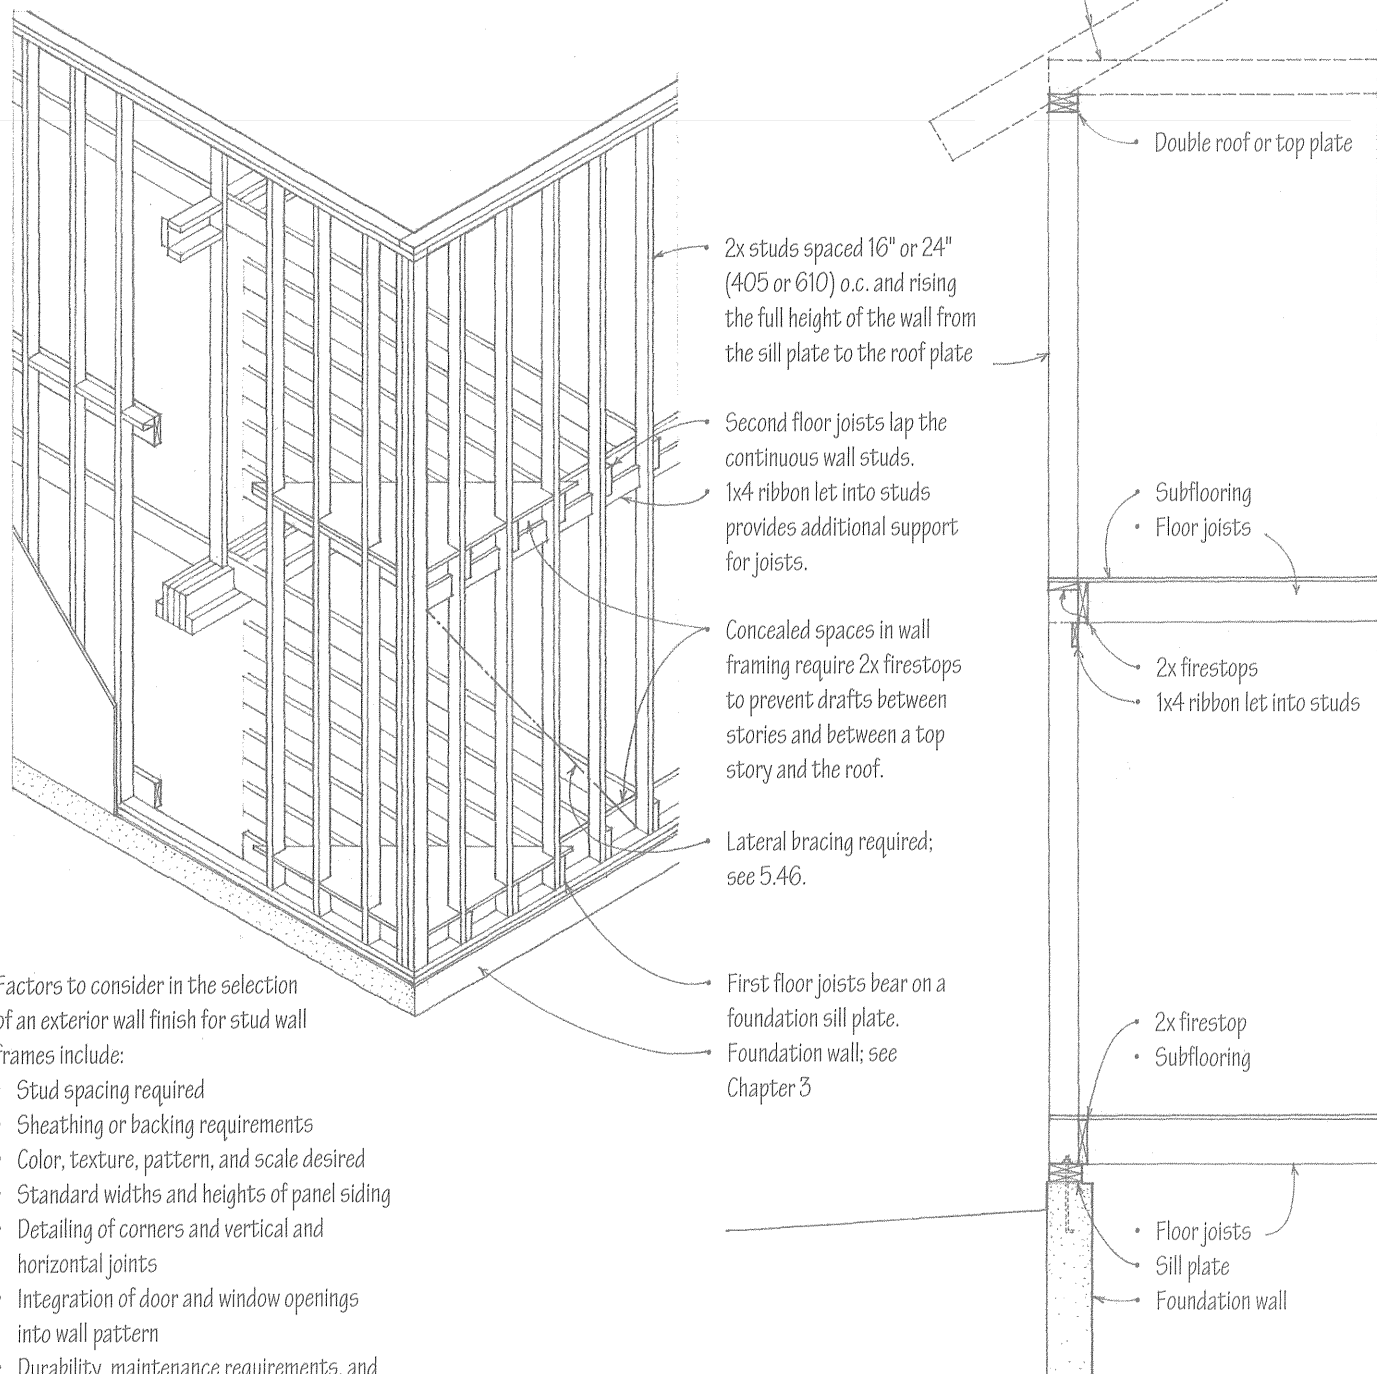 Double roof or top plate
2x studs spaced 16" or 24"
(405 or 610) o.c. and rising
the full height of the wall from
the sill plate to the roof plate
Second floor joists lap the
continuous wall studs.
1x4 ribbon let into studs
provides additional support
for joists.
Subflooring
Floor joists
Concealed spaces in wall
framing require 2x firestops
to prevent drafts between
stories and between a top
story and the roof.
2x firestops
1x4 ribbon let into studs
Lateral bracing required;
see 5.46.
First floor joists bear on a
foundation sill plate.
Foundation wall; see
Chapter 3
2x firestop
Subflooring
Floor joists
Sill plate
Foundation wall
Factors to consider in the selection
of an exterior wall finish for stud wall
frames include:
Stud spacing required
Sheathing or backing requirements
Color, texture, pattern, and scale desired
Standard widths and heights of panel siding
Detailing of corners and vertical and
horizontal joints
Integration of door and window openings
into wall pattern
Durability, maintenance requirements, and